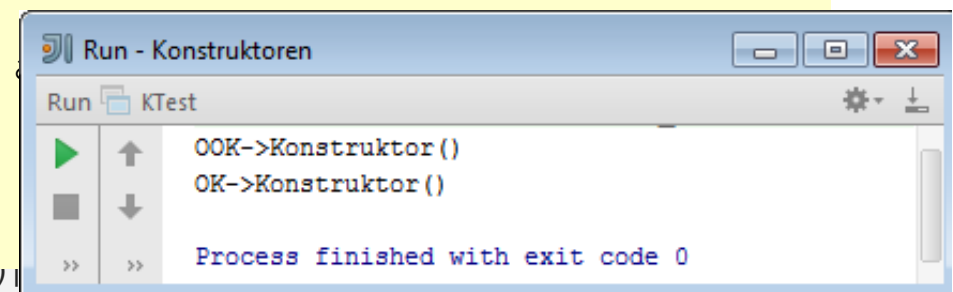 Run - Konstruktoren
Run KTest
OOK->Konstruktor()
OK->Konstruktor()
Process finished with exit code 0